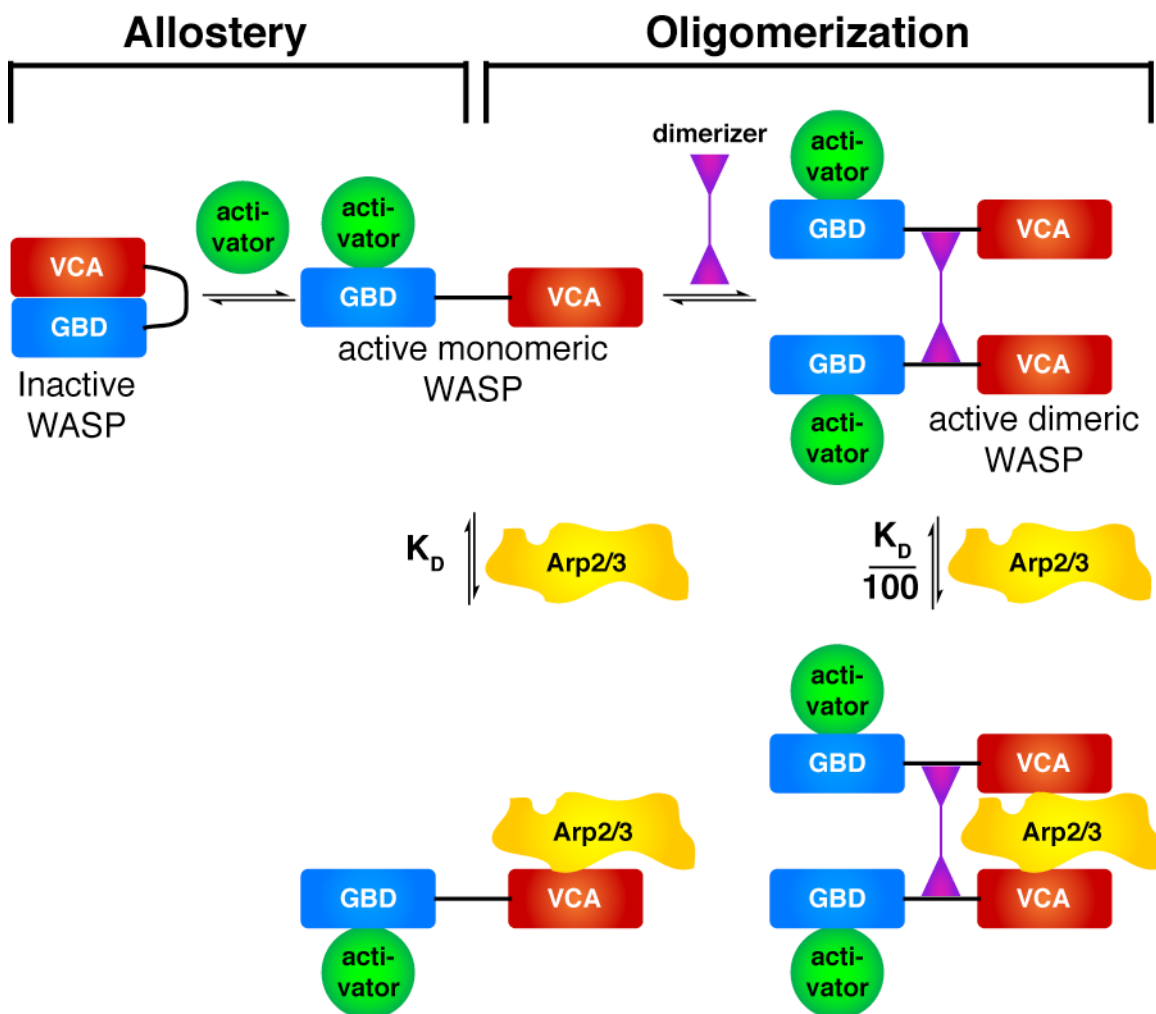 Allostery
Oligomerization
dimerizer
acti-
vator
GBD
VCA
VCA
GBD
Inactive
WASP
acti-
vator
acti-
vator
GBD
VCA
active monomeric
WASP
GBD
VCA
acti-
vator
active dimeric
WASP
K_D
Arp2/3
K_D
100
Arp2/3
Arp2/3
GBD
VCA
acti-
vator
acti-
vator
GBD
VCA
Arp2/3
GBD
VCA
acti-
vator